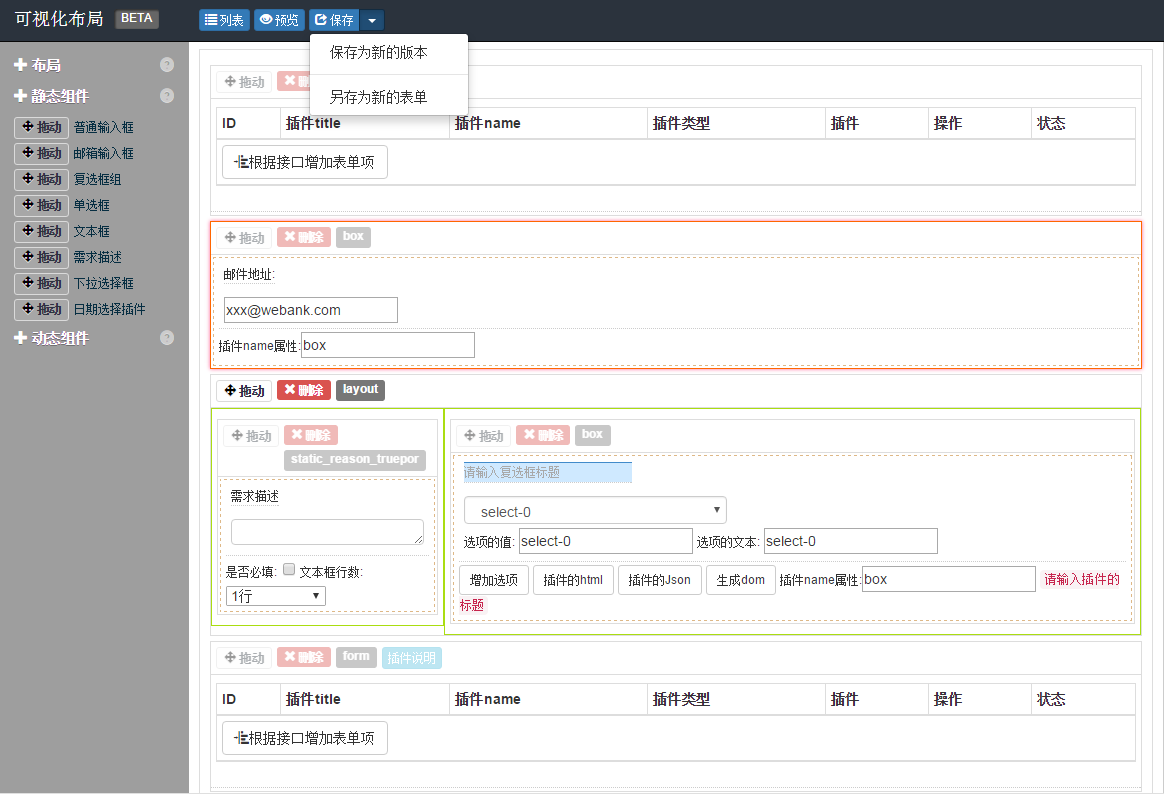 可视化布局 BETA 列表 预览 保存
保存为新的版本
另存为新的表单
布局 ?
静态组件 ?
拖动 普通输入框
拖动 邮箱输入框
拖动 复选框组
拖动 单选框
拖动 文本框
拖动 需求描述
拖动 下拉选择框
拖动 日期选择插件
动态组件 ?
拖动
ID 插件title 插件name 插件类型 插件 操作 状态
根据接口增加表单项
拖动 删除 box
邮件地址:
xxx@webank.com
插件name属性: box
拖动 删除 layout
拖动 删除
static_reason_truepor
需求描述
是否必填: 文本框行数:
1行
拖动 删除 box
请输入复选框标题
select-0
选项的值: select-0 选项的文本: select-0
增加选项 插件的html 插件的Json 生成dom 插件name属性: box 请输入插件的
标题
拖动 删除 form 插件说明
ID 插件title 插件name 插件类型 插件 操作 状态
根据接口增加表单项